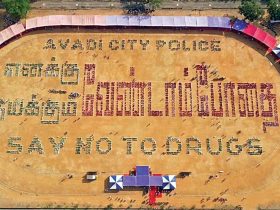 AVADI CITY POLICE
எனக்கு
வேண்டாம் போதை
SAY NO TO DRUGS